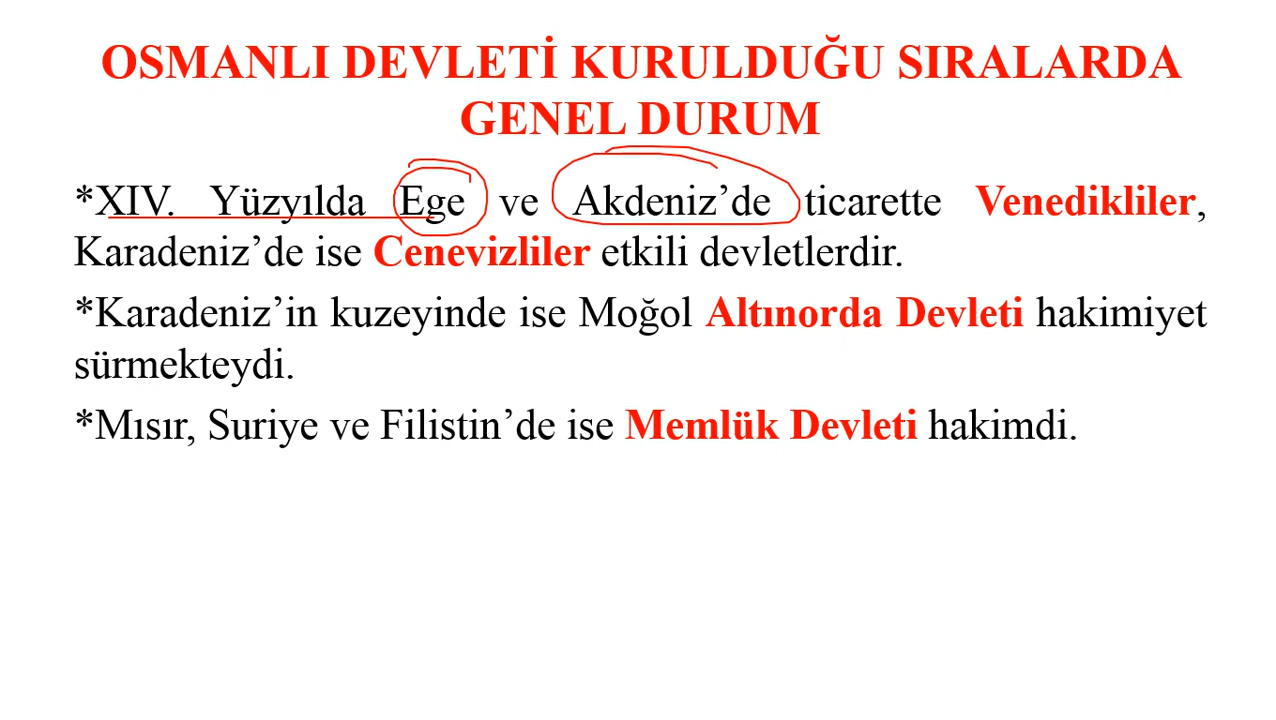 OSMANLI DEVLETİ KURULDUĞU SIRALARDA
GENEL DURUM
*XIV. Yüzyılda Ege ve Akdeniz’de ticarette Venedikliler,
Karadeniz’de ise Cenevizliler etkili devletlerdir.
*Karadeniz’in kuzeyinde ise Moğol Altınorda Devleti hakimiyet
sürmekteydi.
*Mısır, Suriye ve Filistin’de ise Memlük Devleti hakimdi.